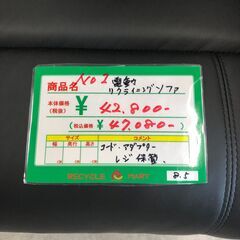 商品名 No1 電動
リクライニングソファ
本体価格
(税抜) ¥42,800-
(税込価格) ¥47,080-
サイズ コメント
幅 奥行 高さ コード・アダプター
レジ保管、
RECYCLE MART 8.5